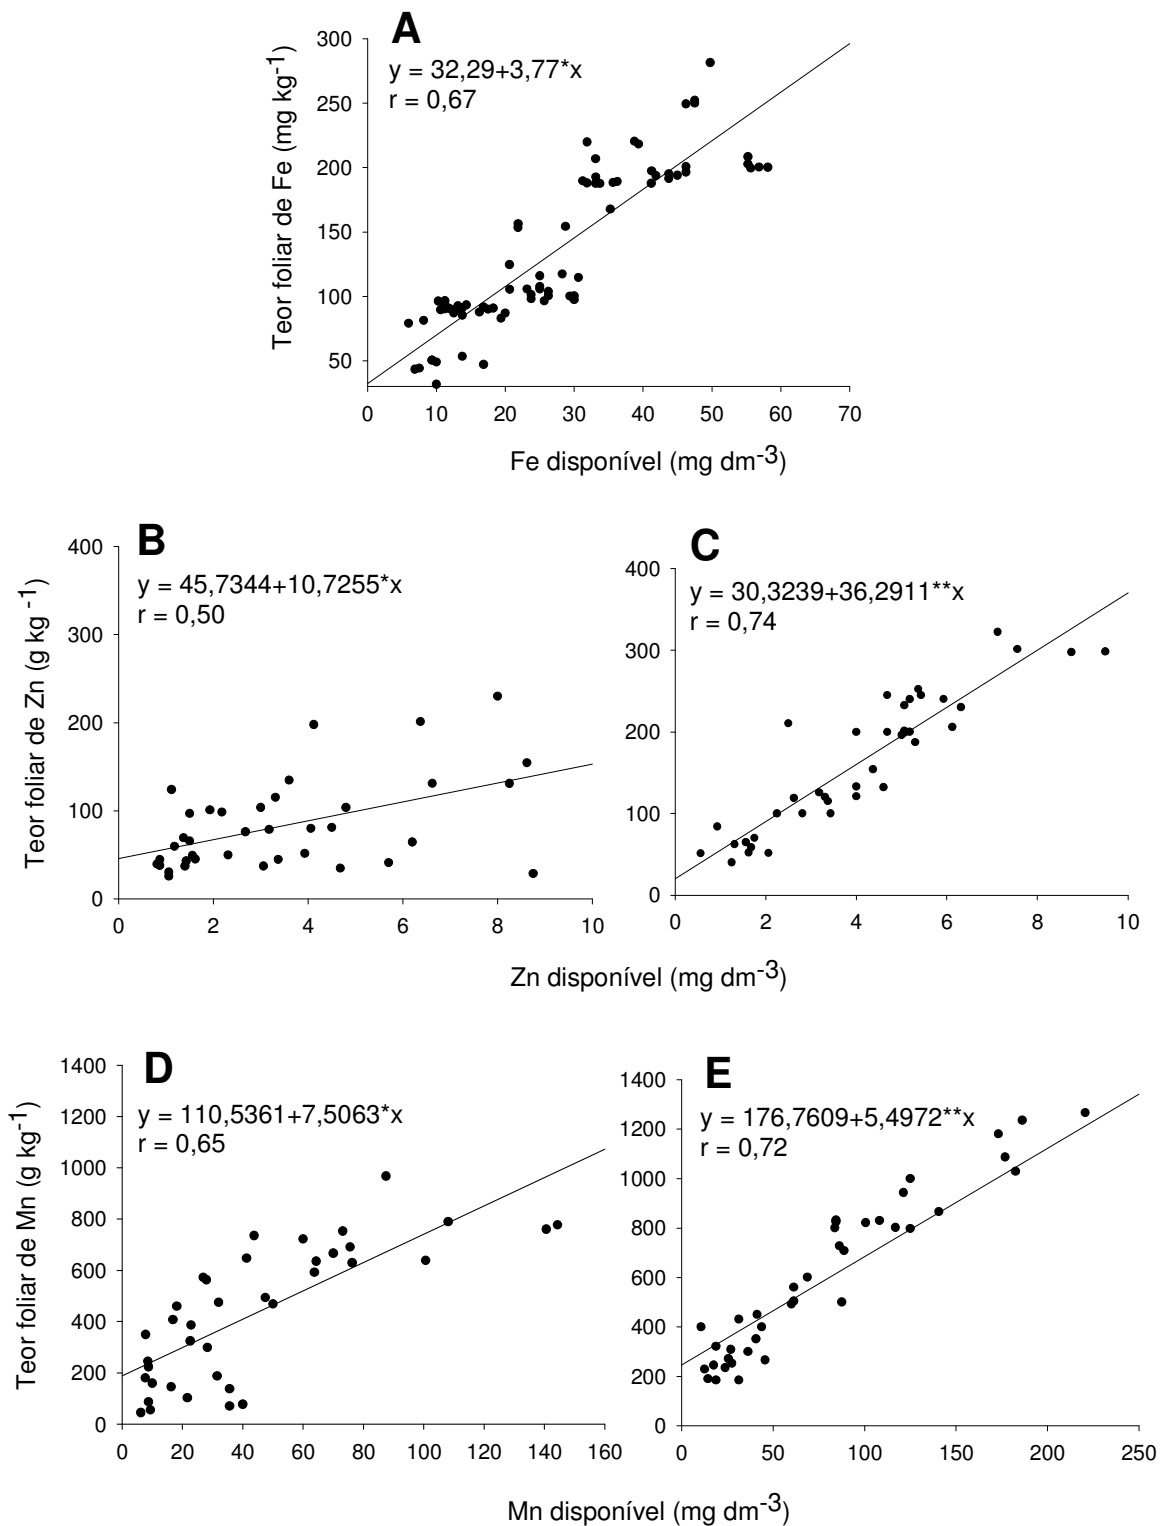 A
y = 32,29+3,77*x
r = 0,67
Teor foliar de Fe (mg kg-1)
300
250
200
150
100
50
0 10 20 30 40 50 60 70
Fe disponível (mg dm-3)
B
y = 45,7344+10,7255*x
r = 0,50
Teor foliar de Zn (g kg -1)
400
300
200
100
0
0 2 4 6 8 10
C
y = 30,3239+36,2911**x
r = 0,74
400
300
200
100
0
0 2 4 6 8 10
Zn disponível (mg dm-3)
D
y = 110,5361+7,5063*x
r = 0,65
Teor foliar de Mn (g kg-1)
1400
1200
1000
800
600
400
200
0
0 20 40 60 80 100 120 140 160
E
y = 176,7609+5,4972**x
r = 0,72
1400
1200
1000
800
600
400
200
0
0 50 100 150 200 250
Mn disponível (mg dm-3)